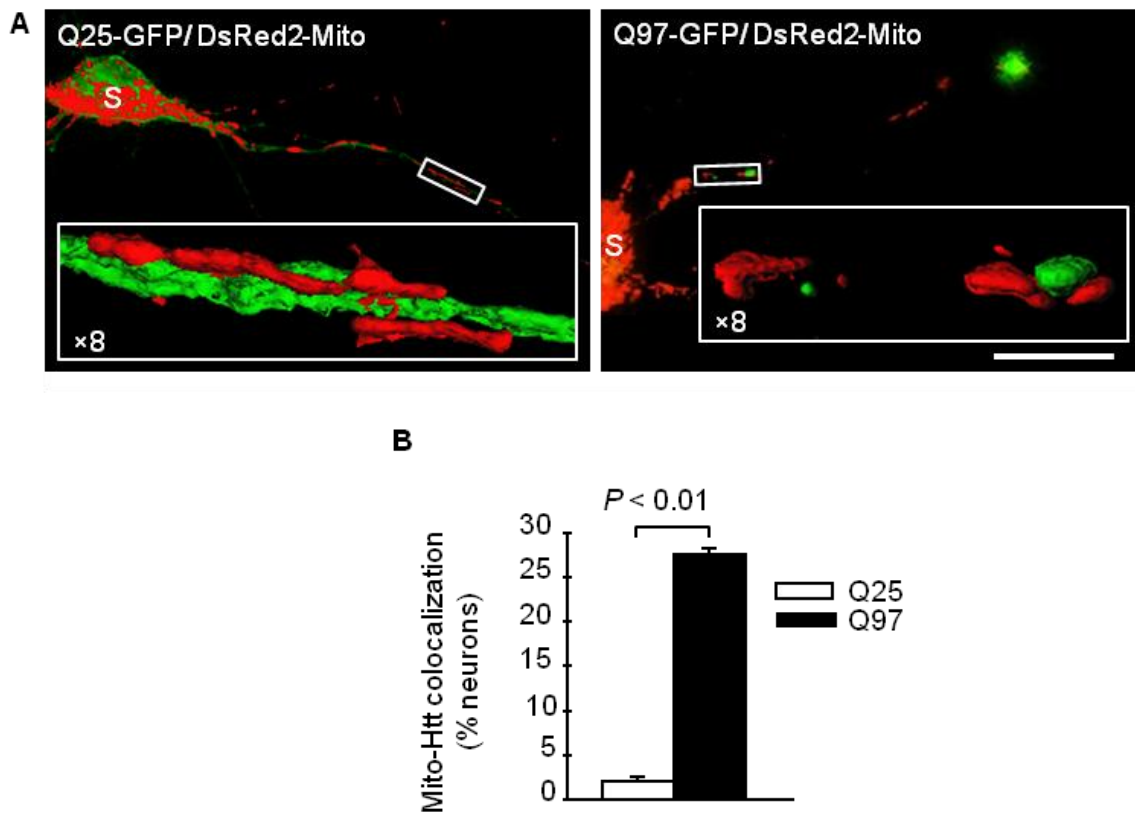 A
Q25-GFP/DsRed2-Mito
S
×8
Q97-GFP/DsRed2-Mito
S
×8
B
P < 0.01
Mito-Htt colocalization
(% neurons)
30
25
20
15
10
5
0
Q25
Q97